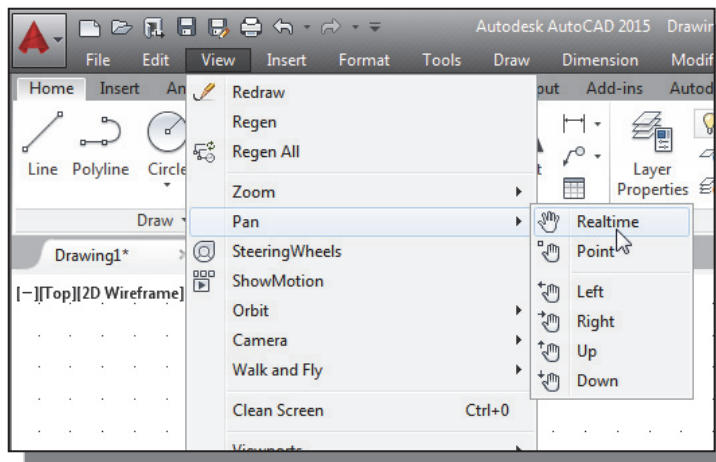 Autodesk AutoCAD 2015 Drawin
File Edit View Insert Format Tools Draw Dimension Modif
Home Insert An put Add-ins Autod
Redraw
Regen
Regen All
Line Polyline Circle t Layer
Properties
Zoom
Draw Pan Realtime
Drawing1* SteeringWheels Point
[−][Top][2D Wireframe] ShowMotion Left
Orbit Right
Camera Up
Walk and Fly Down
Clean Screen Ctrl+0
Viewports